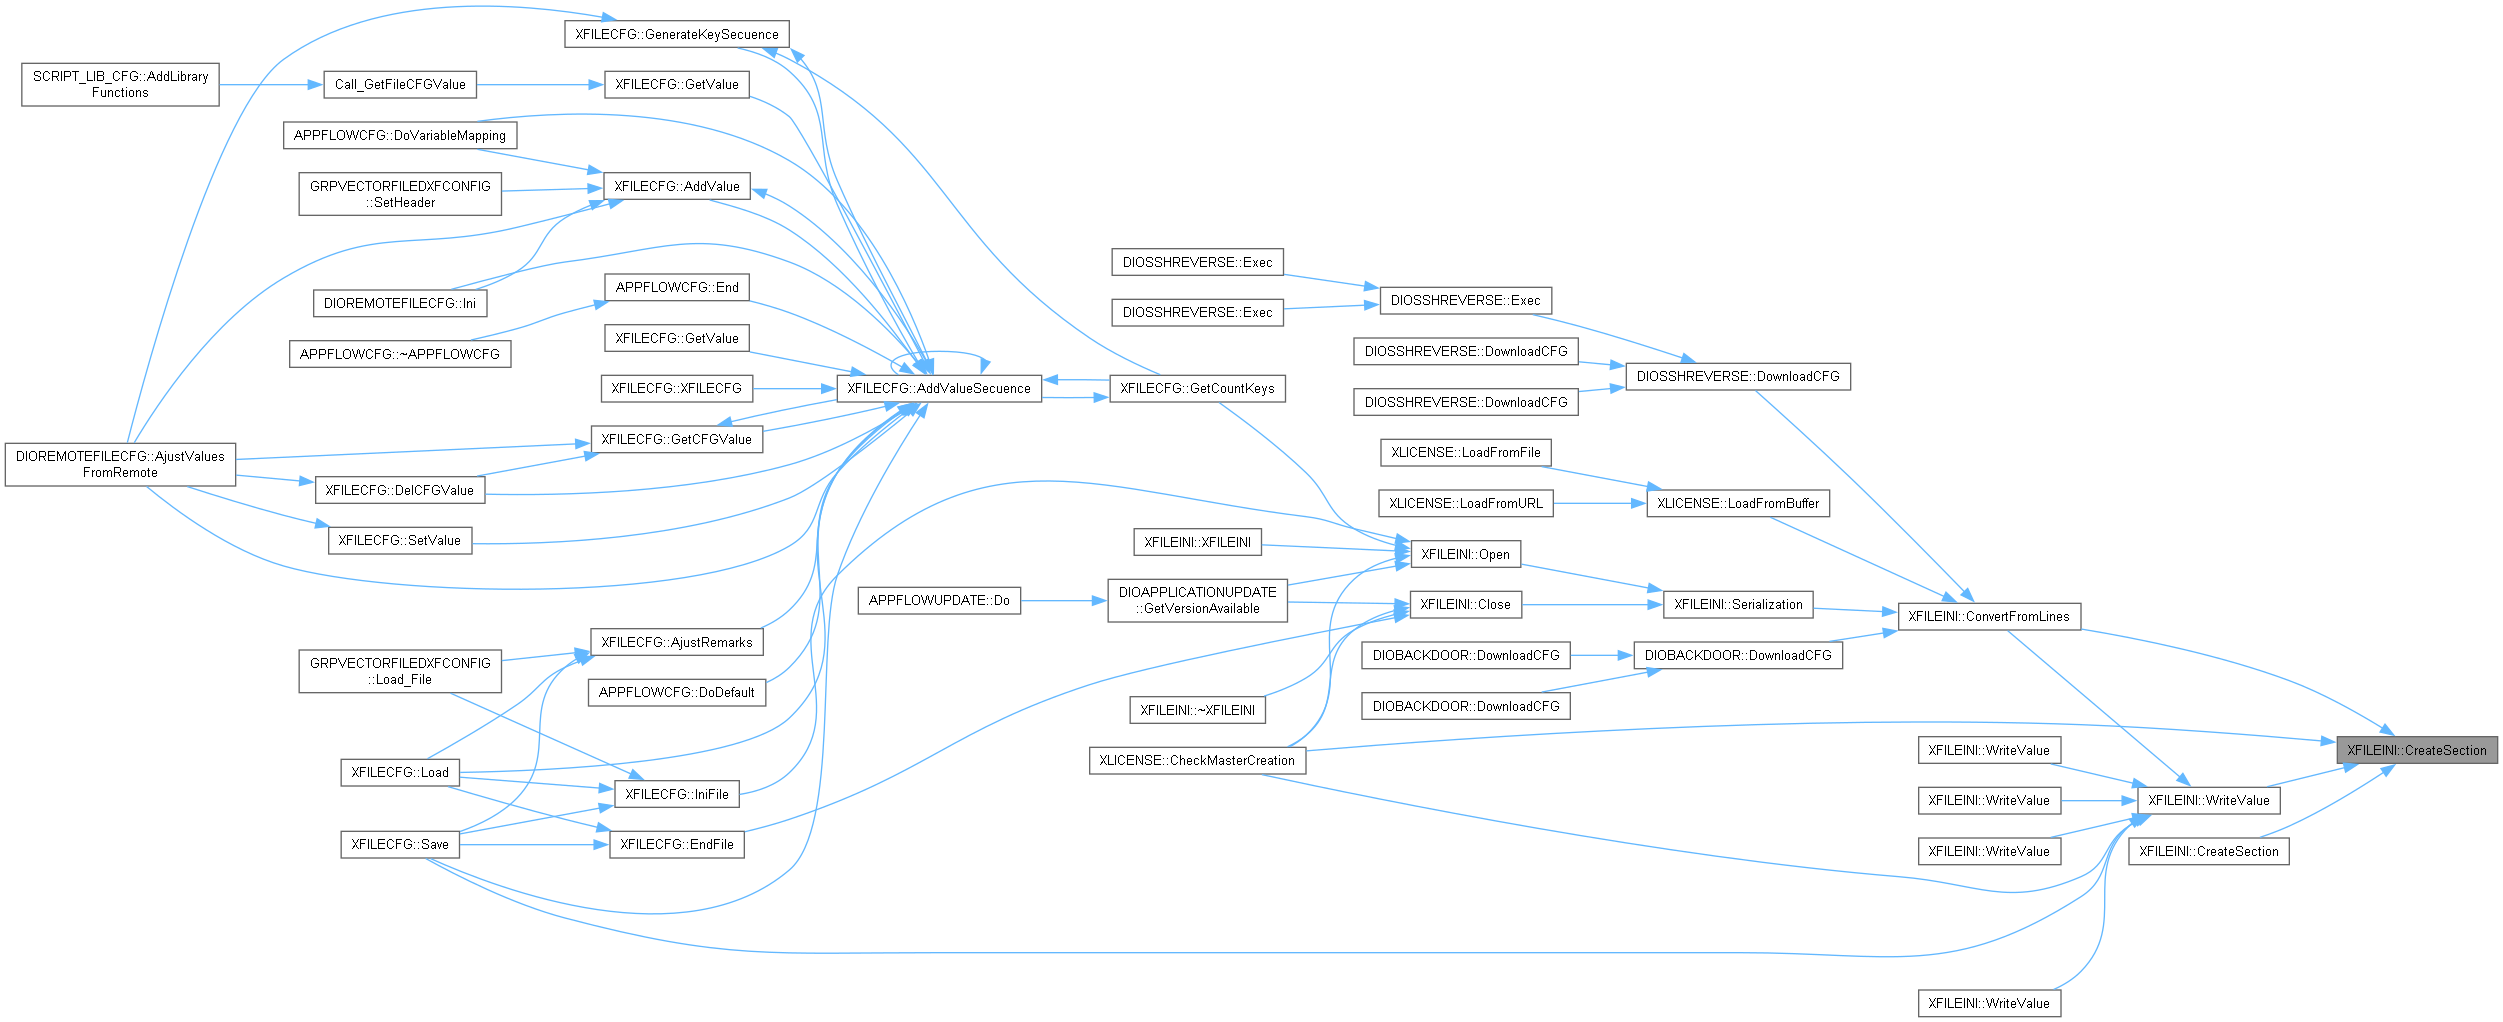 XFILECFG::GenerateKeySecuence
SCRIPT_LIB_CFG::AddLibrary
Functions
Call_GetFileCFGValue
XFILECFG::GetValue
APPFLOWCFG::DoVariableMapping
GRPVECTORFILEDXFCONFIG
::SetHeader
XFILECFG::AddValue
DIOREMOTEFILECFG::Ini
APPFLOWCFG::End
APPFLOWCFG::~APPFLOWCFG
XFILECFG::GetValue
XFILECFG::XFILECFG
XFILECFG::AddValueSecuence
XFILECFG::GetCountKeys
DIOREMOTEFILECFG::AjustValues
FromRemote
XFILECFG::GetCFGValue
XFILECFG::DelCFGValue
XFILECFG::SetValue
DIOSSHREVERSE::Exec
DIOSSHREVERSE::Exec
DIOSSHREVERSE::Exec
DIOSSHREVERSE::DownloadCFG
DIOSSHREVERSE::DownloadCFG
DIOSSHREVERSE::DownloadCFG
XLICENSE::LoadFromFile
XLICENSE::LoadFromURL
XLICENSE::LoadFromBuffer
XFILEINI::XFILEINI
XFILEINI::Open
APPFLOWUPDATE::Do
DIOAPPLICATIONUPDATE
::GetVersionAvailable
XFILEINI::Close
XFILEINI::Serialization
XFILEINI::ConvertFromLines
XFILECFG::AjustRemarks
GRPVECTORFILEDXFCONFIG
::Load_File
APPFLOWCFG::DoDefault
DIOBACKDOOR::DownloadCFG
DIOBACKDOOR::DownloadCFG
DIOBACKDOOR::DownloadCFG
XFILEINI::~XFILEINI
XLICENSE::CheckMasterCreation
XFILECFG::Load
XFILECFG::IniFile
XFILECFG::Save
XFILECFG::EndFile
XFILEINI::CreateSection
XFILEINI::WriteValue
XFILEINI::WriteValue
XFILEINI::WriteValue
XFILEINI::WriteValue
XFILEINI::CreateSection
XFILEINI::WriteValue